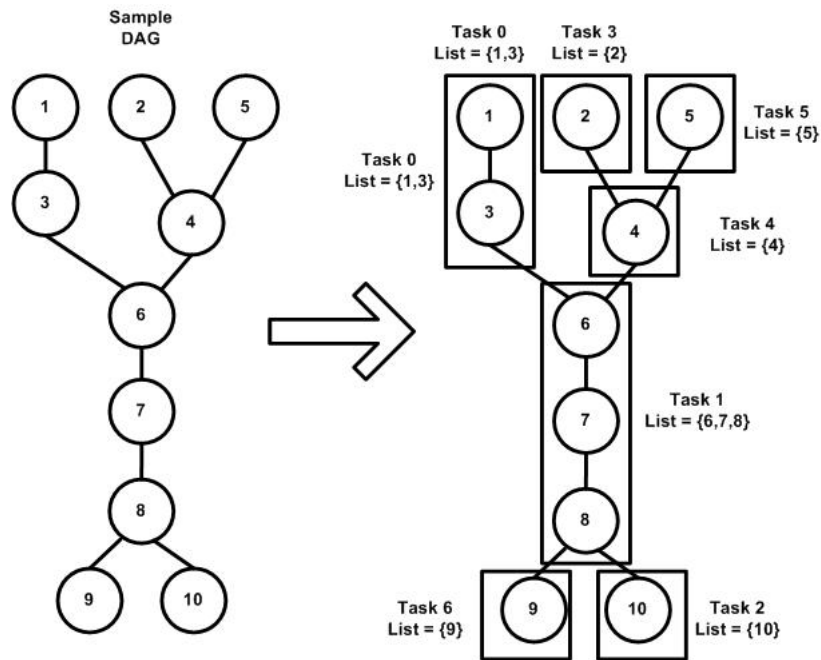 Sample
DAG
1
2
5
3
4
6
7
8
9
10
Task 0
List = {1,3}
Task 3
List = {2}
Task 5
List = {5}
Task 0
List = {1,3}
1
2
5
3
4
Task 4
List = {4}
6
7
8
Task 1
List = {6,7,8}
Task 6
List = {9}
9
10
Task 2
List = {10}